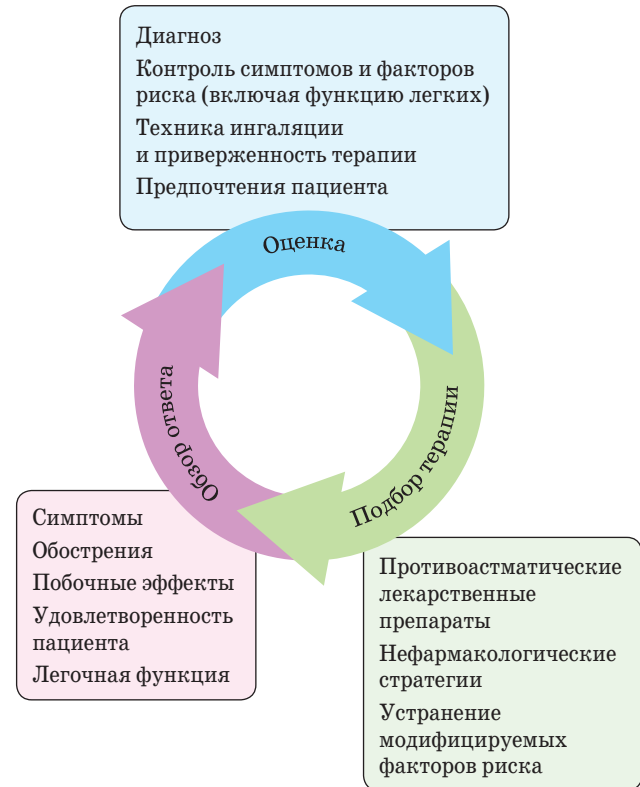 Диагноз
Контроль симптомов и факторов
риска (включая функцию легких)
Техника ингаляции
и приверженность терапии
Предпочтения пациента
Оценка
Подбор терапии
Обзор ответа
Симптомы
Обострения
Побочные эффекты
Удовлетворенность
пациента
Легочная функция
Противоастматические
лекарственные
препараты
Нефармакологические
стратегии
Устранение
модифицируемых
факторов риска